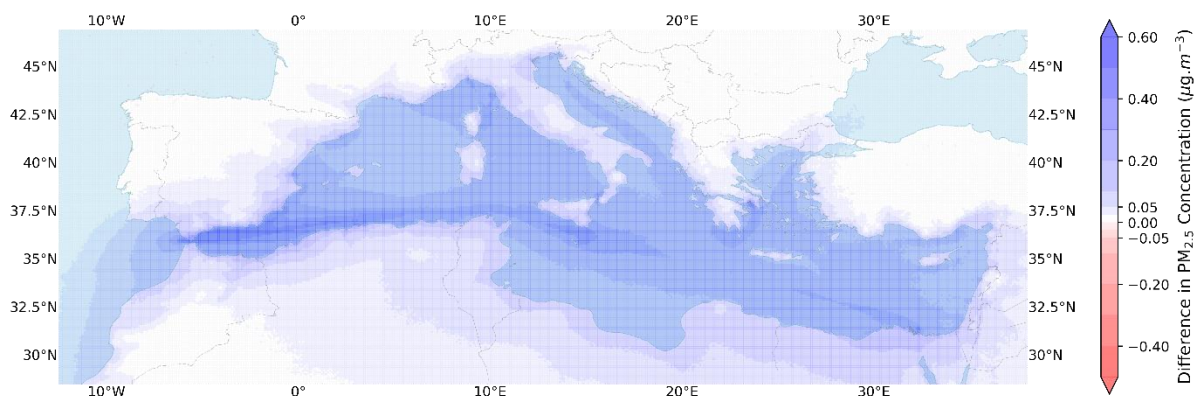 10°W 0° 10°E 20°E 30°E
45°N 45°N
42.5°N 42.5°N
40°N 40°N
37.5°N 37.5°N
35°N 35°N
32.5°N 32.5°N
30°N 30°N
10°W 0° 10°E 20°E 30°E
0.60
0.40
0.20
0.05
0.00
−0.05
−0.20
−0.40
Difference in PM2.5 Concentration (μg.m−3)